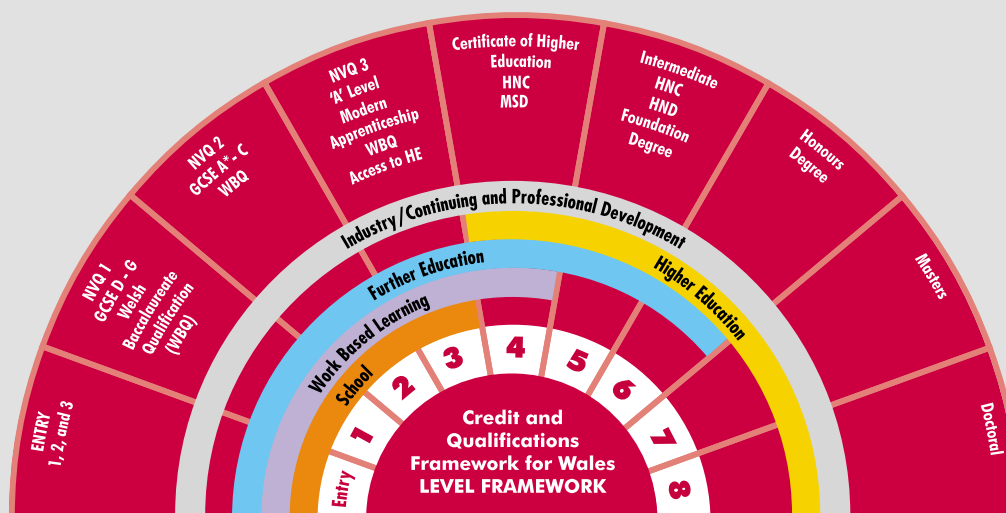 ENTRY
1, 2, and 3
NVQ 1
GCSE D - G
Welsh
Baccalaureate
Qualification
(WBQ)
NVQ 2
GCSE A* - C
WBQ
NVQ 3
‘A’ Level
Modern
Apprenticeship
WBQ
Access to HE
Certificate of Higher
Education
HNC
MSD
Intermediate
HNC
HND
Foundation
Degree
Honours
Degree
Masters
Doctoral
Industry/Continuing and Professional Development
Higher Education
Further Education
Work Based Learning
School
Entry
1
2
3
4
5
6
7
8
Credit and
Qualifications
Framework for Wales
LEVEL FRAMEWORK